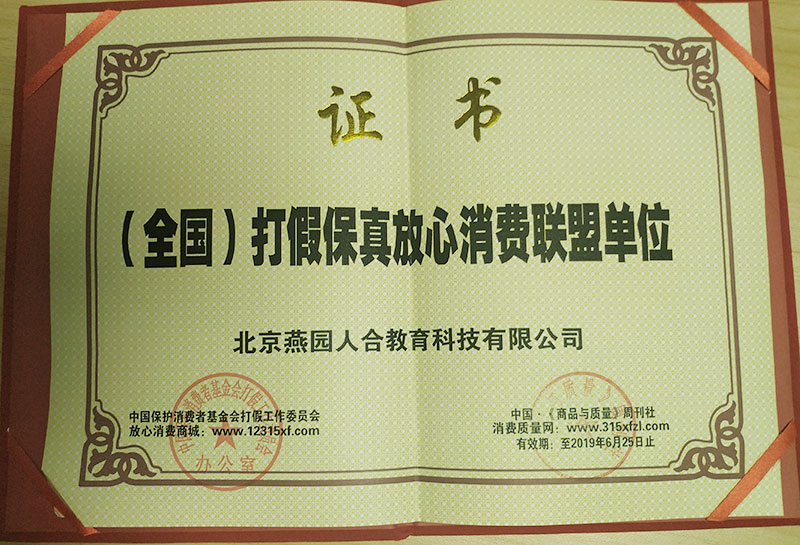 证书
（全国）打假保真放心消费联盟单位
北京燕园人合教育科技有限公司
中国保护消费者基金会打假工作委员会
放心消费商城：www.12315xf.com
办公室
中国·《商品与质量》周刊社
消费质量网：www.315xfzl.com
有效期：至2019年6月25日止